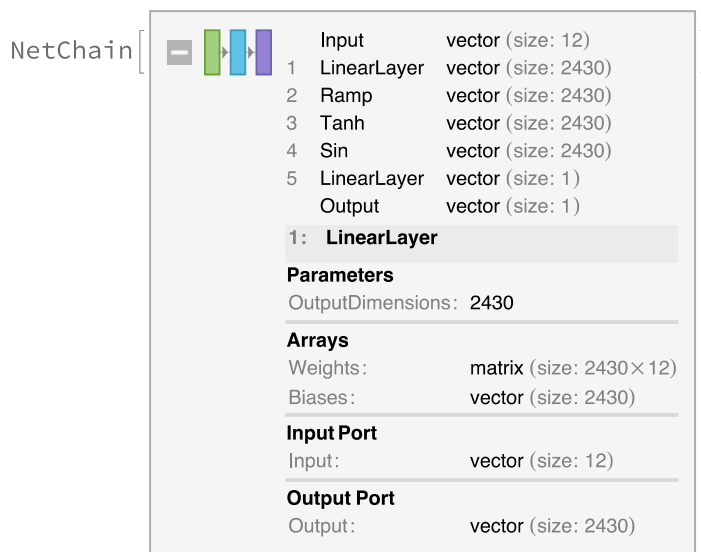 NetChain[
Input vector (size: 12)
1 LinearLayer vector (size: 2430)
2 Ramp vector (size: 2430)
3 Tanh vector (size: 2430)
4 Sin vector (size: 2430)
5 LinearLayer vector (size: 1)
Output vector (size: 1)
1: LinearLayer
Parameters
OutputDimensions: 2430
Arrays
Weights: matrix (size: 2430×12)
Biases: vector (size: 2430)
Input Port
Input: vector (size: 12)
Output Port
Output: vector (size: 2430)